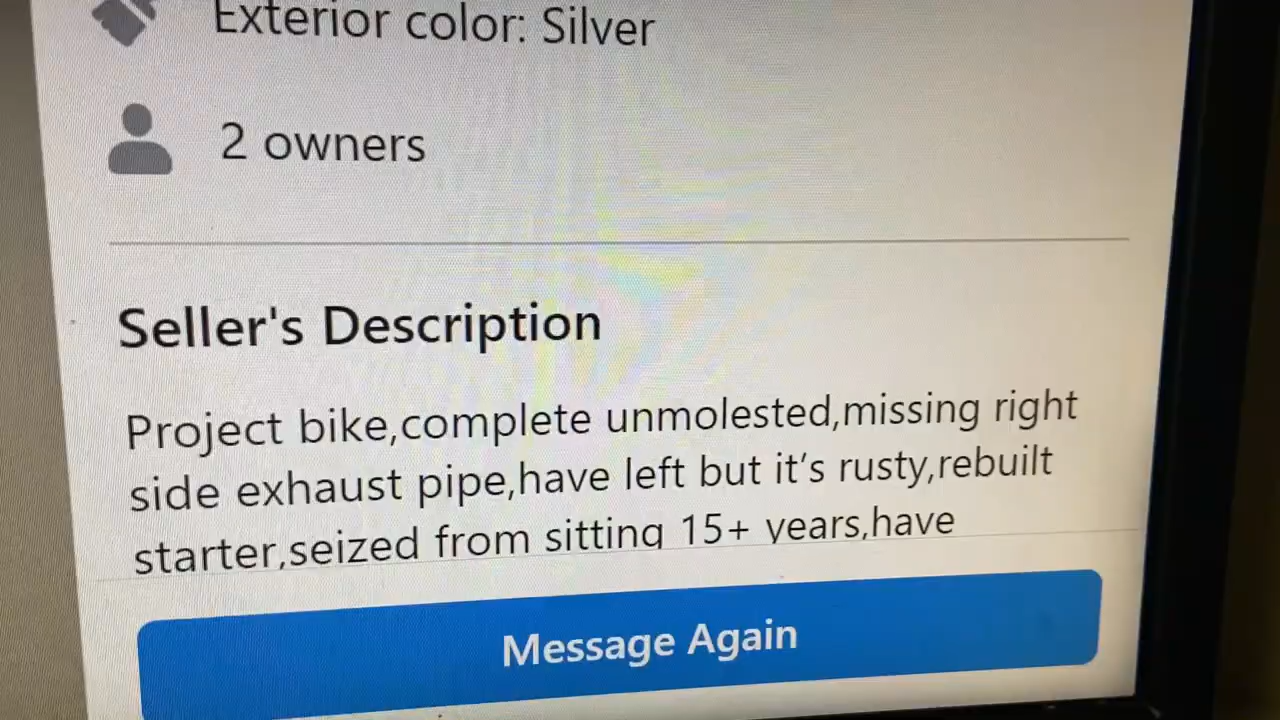 Exterior color: Silver
2 owners
Seller's Description
Project bike,complete unmolested,missing right
side exhaust pipe,have left but it's rusty,rebuilt
starter,seized from sitting 15+ years,have
Message Again